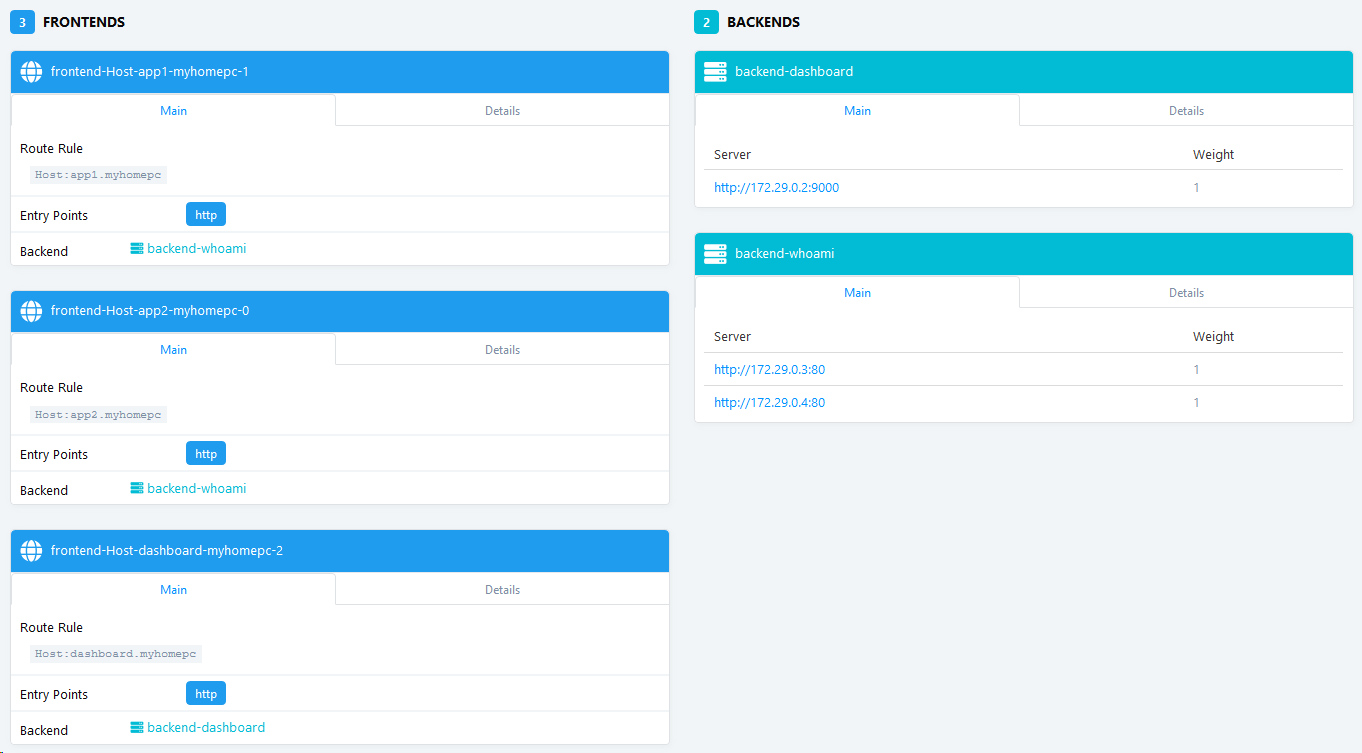 3 FRONTENDS
frontend-Host-app1-myhomepc-1
Main Details
Route Rule
Host:app1.myhomepc
Entry Points http
Backend backend-whoami
frontend-Host-app2-myhomepc-0
Main Details
Route Rule
Host:app2.myhomepc
Entry Points http
Backend backend-whoami
frontend-Host-dashboard-myhomepc-2
Main Details
Route Rule
Host:dashboard.myhomepc
Entry Points http
Backend backend-dashboard
2 BACKENDS
backend-dashboard
Main Details
Server Weight
http://172.29.0.2:9000 1
backend-whoami
Main Details
Server Weight
http://172.29.0.3:80 1
http://172.29.0.4:80 1